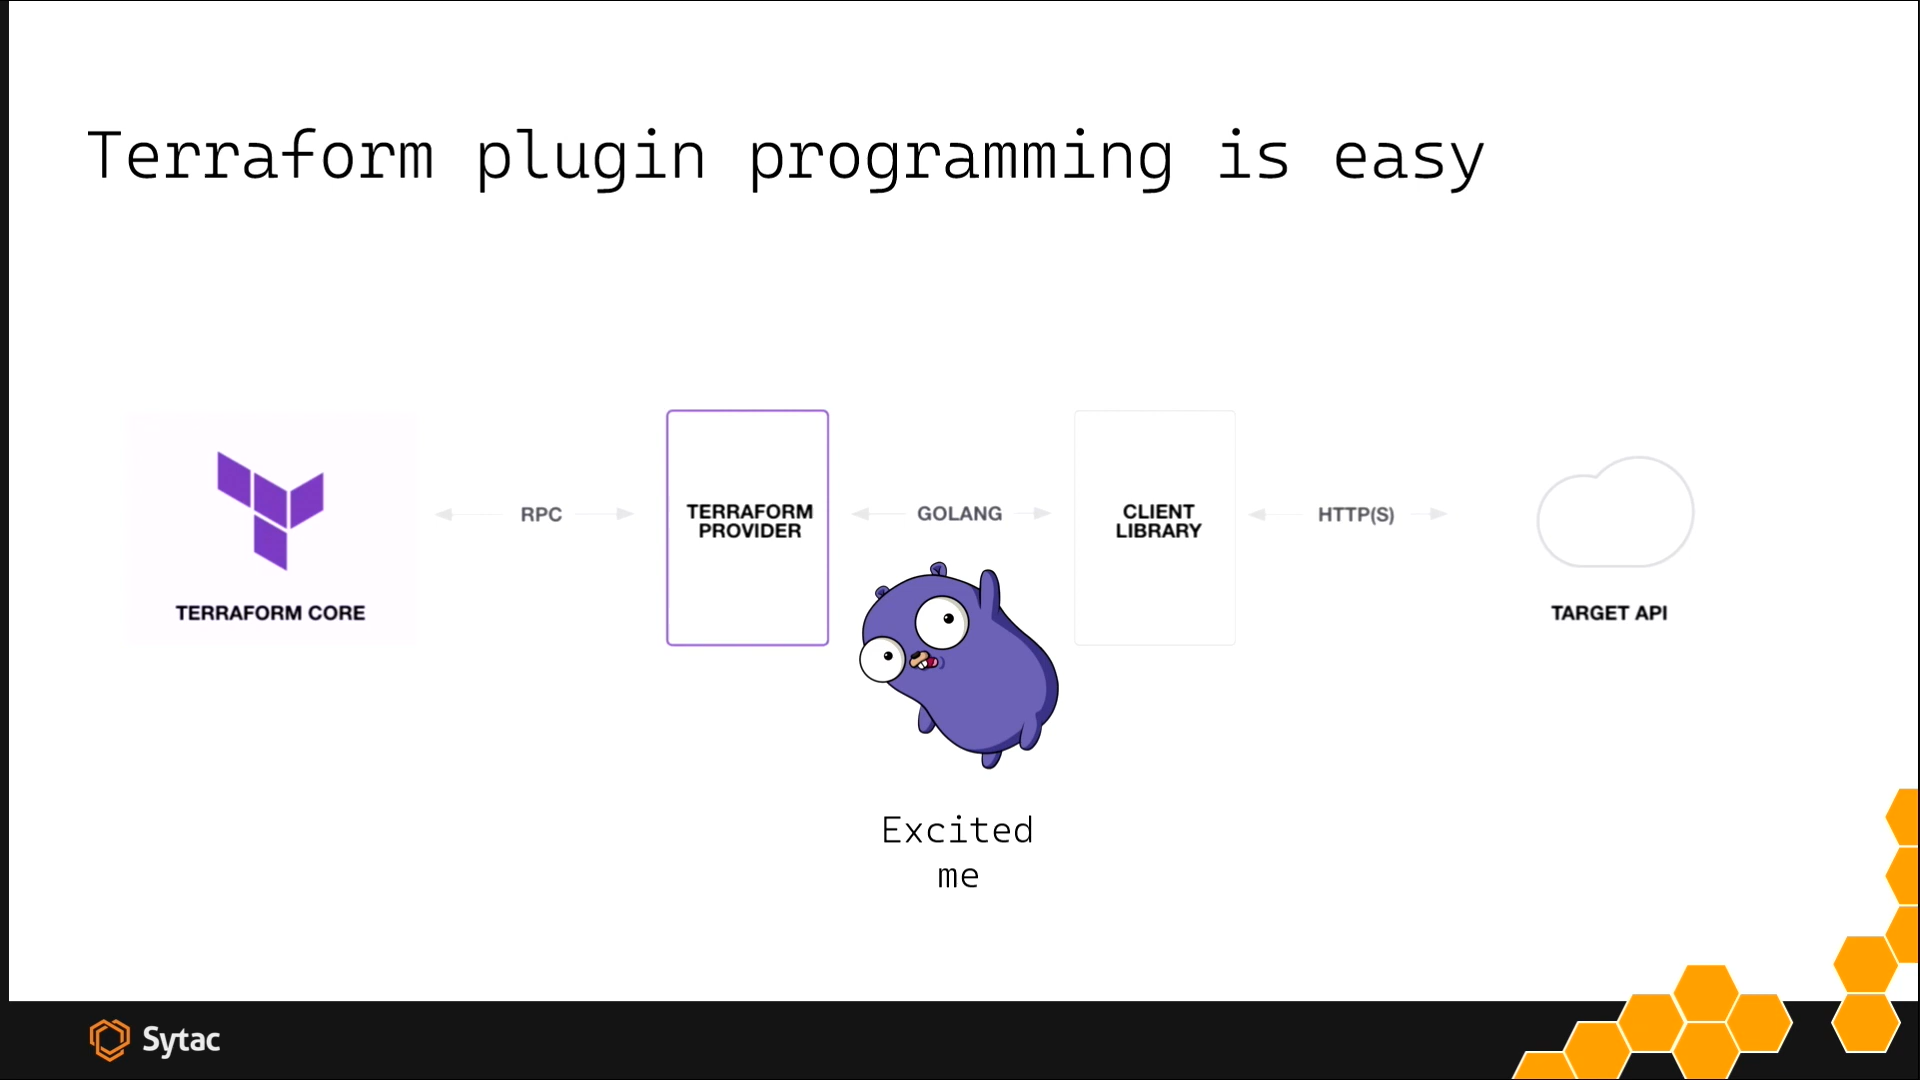 Terraform plugin programming is easy
TERRAFORM CORE
RPC
TERRAFORM
PROVIDER
GOLANG
CLIENT
LIBRARY
HTTP(S)
TARGET API
Excited
me
Sytac